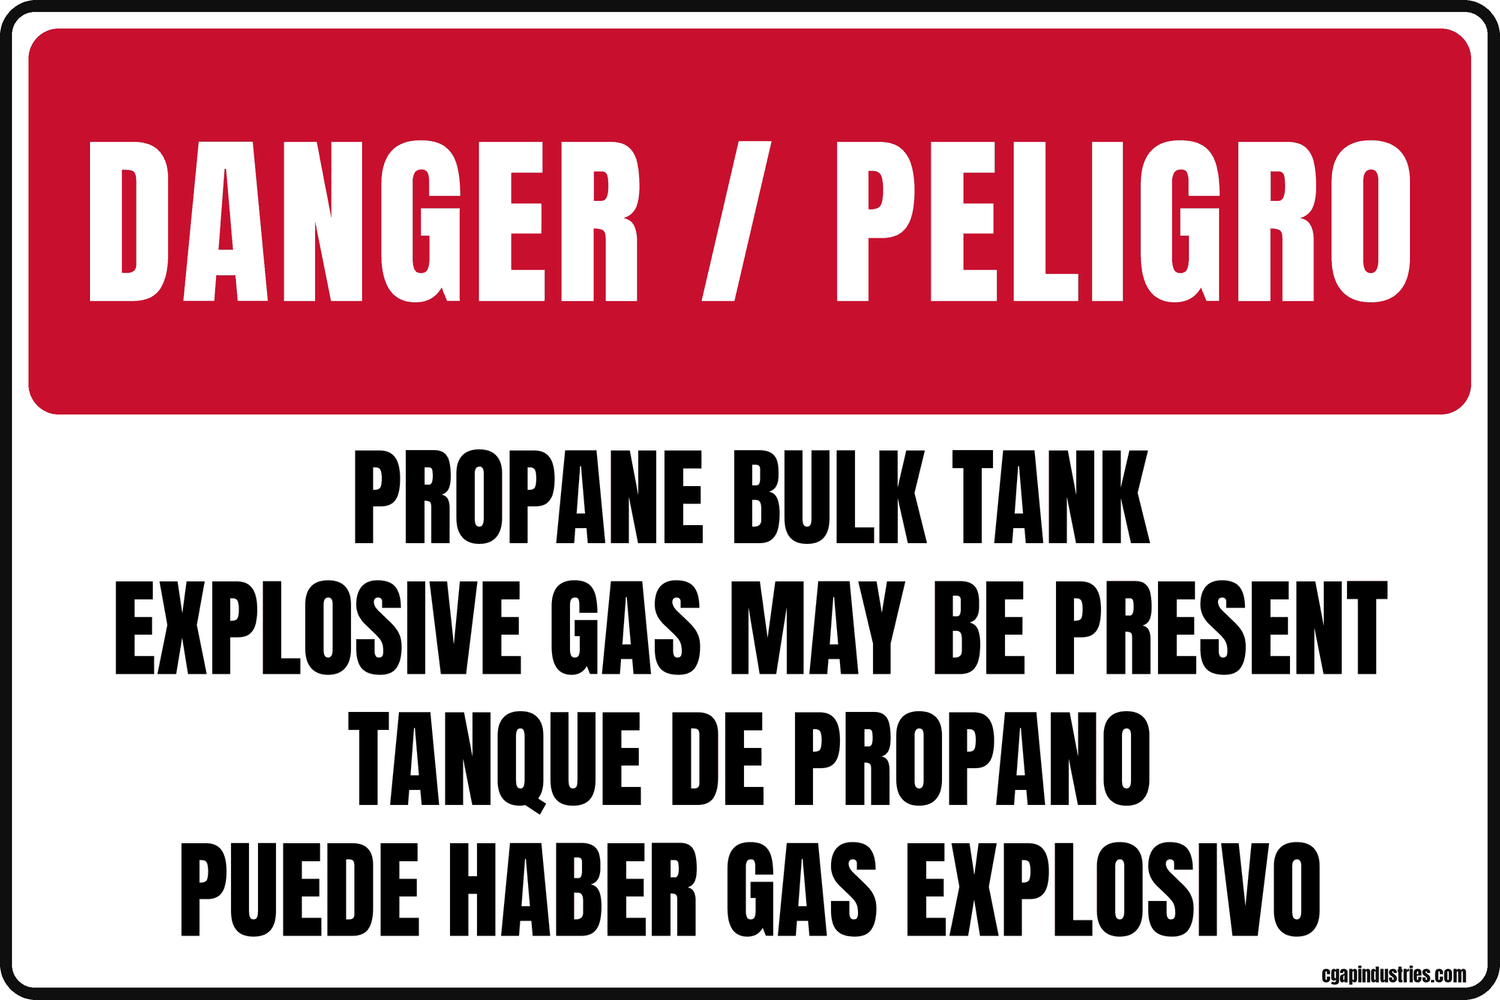 DANGER / PELIGRO
PROPANE BULK TANK
EXPLOSIVE GAS MAY BE PRESENT
TANQUE DE PROPANO
PUEDE HABER GAS EXPLOSIVO
cgapindustries.com